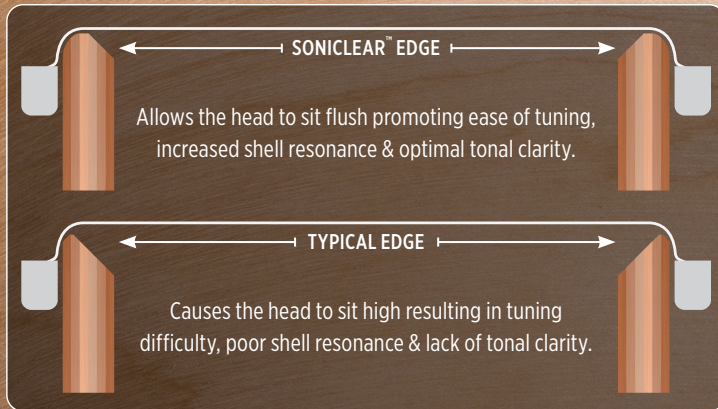 SONICLEAR™ EDGE
Allows the head to sit flush promoting ease of tuning,
increased shell resonance & optimal tonal clarity.
TYPICAL EDGE
Causes the head to sit high resulting in tuning
difficulty, poor shell resonance & lack of tonal clarity.